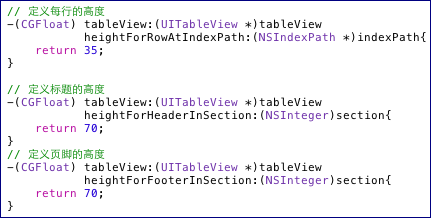 // 定义每行的高度
-(CGFloat) tableView:(UITableView *)tableView
heightForRowAtIndexPath:(NSIndexPath *)indexPath{
return 35;
}
// 定义标题的高度
-(CGFloat) tableView:(UITableView *)tableView
heightForHeaderInSection:(NSInteger)section{
return 70;
}
// 定义页脚的高度
-(CGFloat) tableView:(UITableView *)tableView
heightForFooterInSection:(NSInteger)section{
return 70;
}